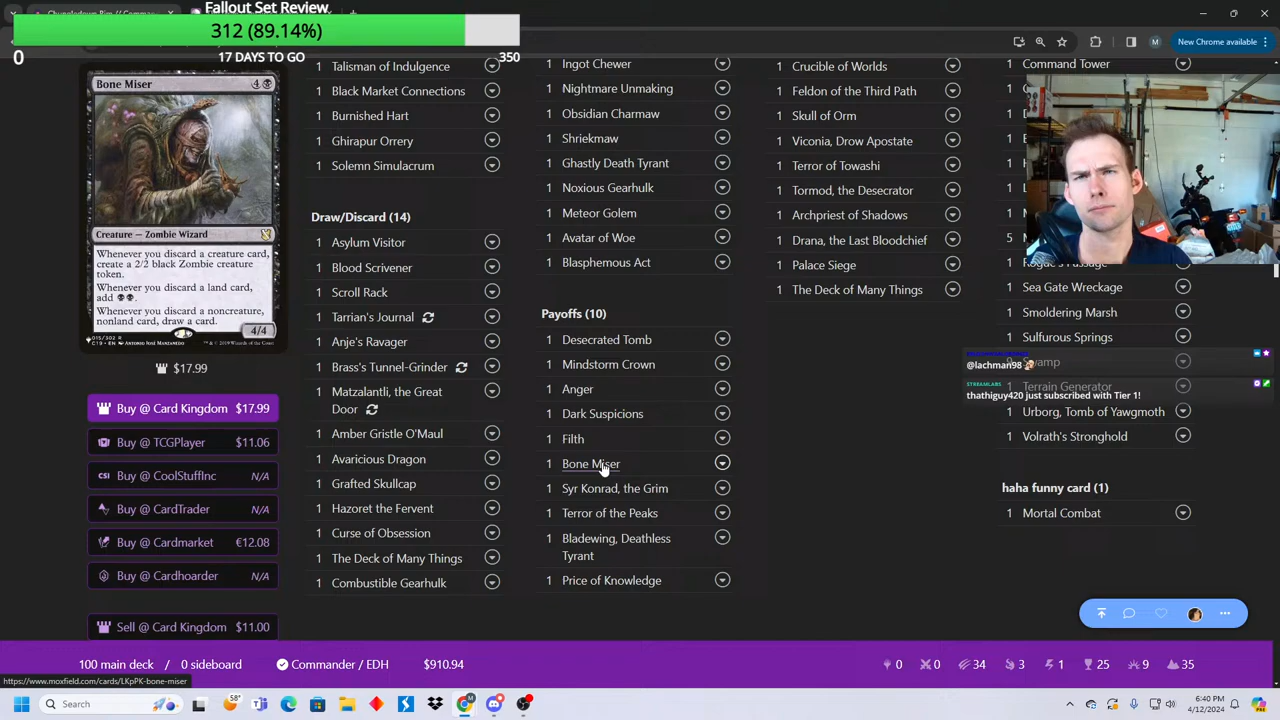 Fallout Set Review
312 (89.14%)
0
17 DAYS TO GO
350
New Chrome available
Bone Miser
4
Creature — Zombie Wizard
Whenever you discard a creature card,
create a 2/2 black Zombie creature
token.
Whenever you discard a land card,
add
Whenever you discard a noncreature,
nonland card, draw a card.
4/4
$17.99
Buy @ Card Kingdom $17.99
Buy @ TCGPlayer $11.06
Buy @ CoolStuffInc N/A
Buy @ CardTrader N/A
Buy @ Cardmarket €12.08
Buy @ Cardhoarder N/A
Sell @ Card Kingdom $11.00
1 Talisman of Indulgence
1 Black Market Connections
1 Burnished Hart
1 Ghirapur Orrery
1 Solemn Simulacrum
Draw/Discard (14)
1 Asylum Visitor
1 Blood Scrivener
1 Scroll Rack
1 Tarrian's Journal
1 Anje's Ravager
1 Brass's Tunnel-Grinder
1 Matzalantli, the Great
Door
1 Amber Gristle O'Maul
1 Avaricious Dragon
1 Grafted Skullcap
1 Hazoret the Fervent
1 Curse of Obsession
1 The Deck of Many Things
1 Combustible Gearhulk
1 Ingot Chewer
1 Nightmare Unmaking
1 Obsidian Charmaw
1 Shriekmaw
1 Ghastly Death Tyrant
1 Noxious Gearhulk
1 Meteor Golem
1 Avatar of Woe
1 Blasphemous Act
Payoffs (10)
1 Desecrated Tomb
1 Mindstorm Crown
1 Anger
1 Dark Suspicions
1 Filth
1 Bone Miser
1 Syr Konrad, the Grim
1 Terror of the Peaks
1 Bladewing, Deathless
Tyrant
1 Price of Knowledge
1 Crucible of Worlds
1 Feldon of the Third Path
1 Skull of Orm
1 Viconia, Drow Apostate
1 Terror of Towashi
1 Tormod, the Desecrator
1 Archpriest of Shadows
1 Drana, the Last Bloodchief
1 Palace Siege
1 The Deck of Many Things
1 Command Tower
1 Sea Gate Wreckage
1 Smoldering Marsh
1 Sulfurous Springs
Swamp
@lachman98
Terrain Generator
STREAMLABS
thathiguy420 just subscribed with Tier 1!
1 Urborg, Tomb of Yawgmoth
1 Volrath's Stronghold
haha funny card (1)
1 Mortal Combat
100 main deck / 0 sideboard
Commander / EDH
$910.94
0
0
34
3
1
25
9
35
https://www.moxfield.com/cards/LKpPK-bone-miser
58°
Search
6:40 PM
4/12/2024